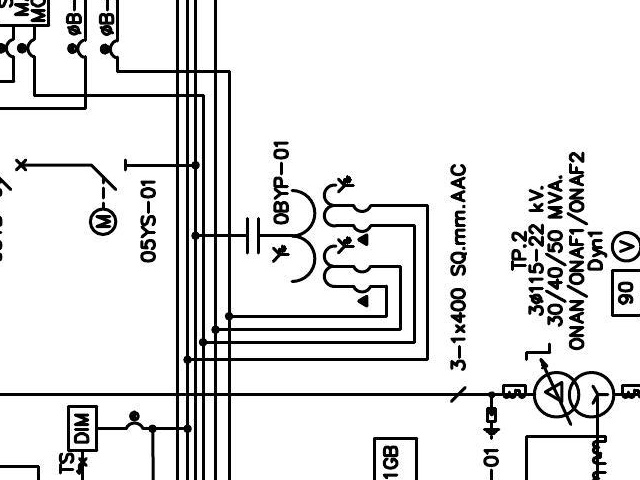 ØB-
ØB-
M
05YS-01
0BYP-01
3-1x400 SQ.mm.AAC
TP.2
3ø115-22 kV.
30/40/50 MVA.
ONAN/ONAF1/ONAF2
Dyn1
V
90
DIM
TS
1GB
-01